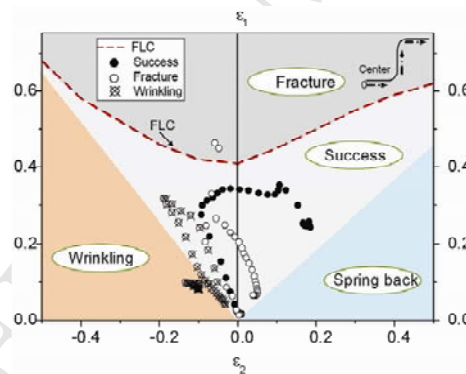 ε1
FLC
Success
Fracture
Wrinkling
Center
Fracture
FLC
Success
Wrinkling
Spring back
0.6
0.4
0.2
0.0
0.6
0.4
0.2
0.0
-0.4
-0.2
0.0
0.2
0.4
ε2